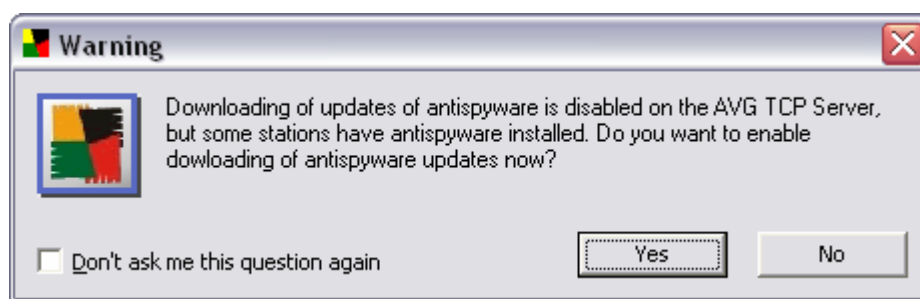 Warning
Downloading of updates of antispyware is disabled on the AVG TCP Server,
but some stations have antispyware installed. Do you want to enable
dowloading of antispyware updates now?
Don't ask me this question again
Yes
No